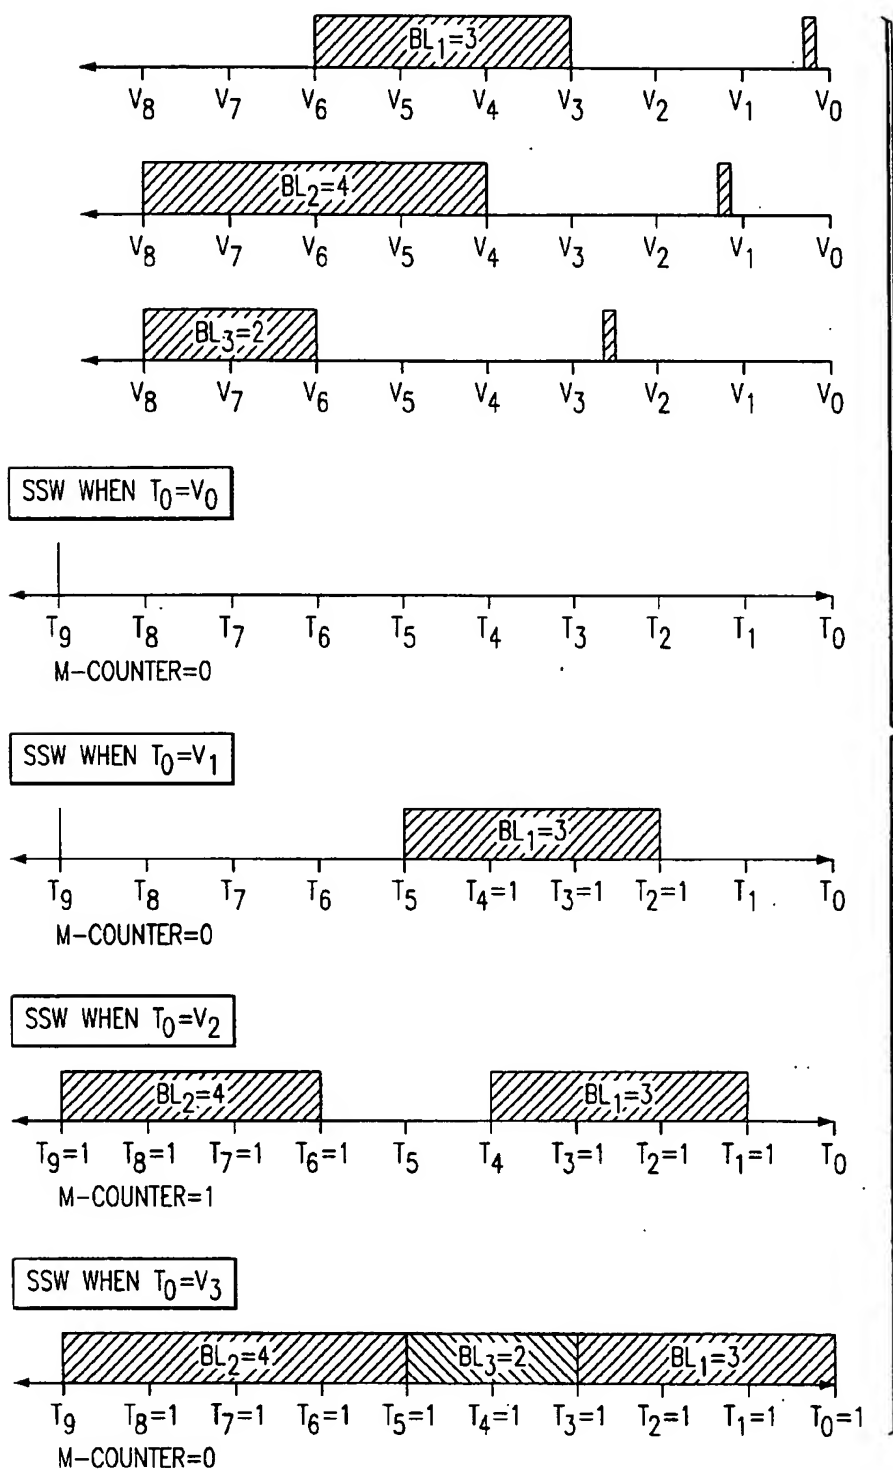 BL1=3
V8 V7 V6 V5 V4 V3 V2 V1 V0
BL2=4
V8 V7 V6 V5 V4 V3 V2 V1 V0
BL3=2
V8 V7 V6 V5 V4 V3 V2 V1 V0
SSW WHEN T0=V0
T9 T8 T7 T6 T5 T4 T3 T2 T1 T0
M-COUNTER=0
SSW WHEN T0=V1
BL1=3
T9 T8 T7 T6 T5 T4=1 T3=1 T2=1 T1 T0
M-COUNTER=0
SSW WHEN T0=V2
BL2=4 BL1=3
T9=1 T8=1 T7=1 T6=1 T5 T4 T3=1 T2=1 T1=1 T0
M-COUNTER=1
SSW WHEN T0=V3
BL2=4 BL3=2 BL1=3
T9 T8=1 T7=1 T6=1 T5=1 T4=1 T3=1 T2=1 T1=1 T0=1
M-COUNTER=0